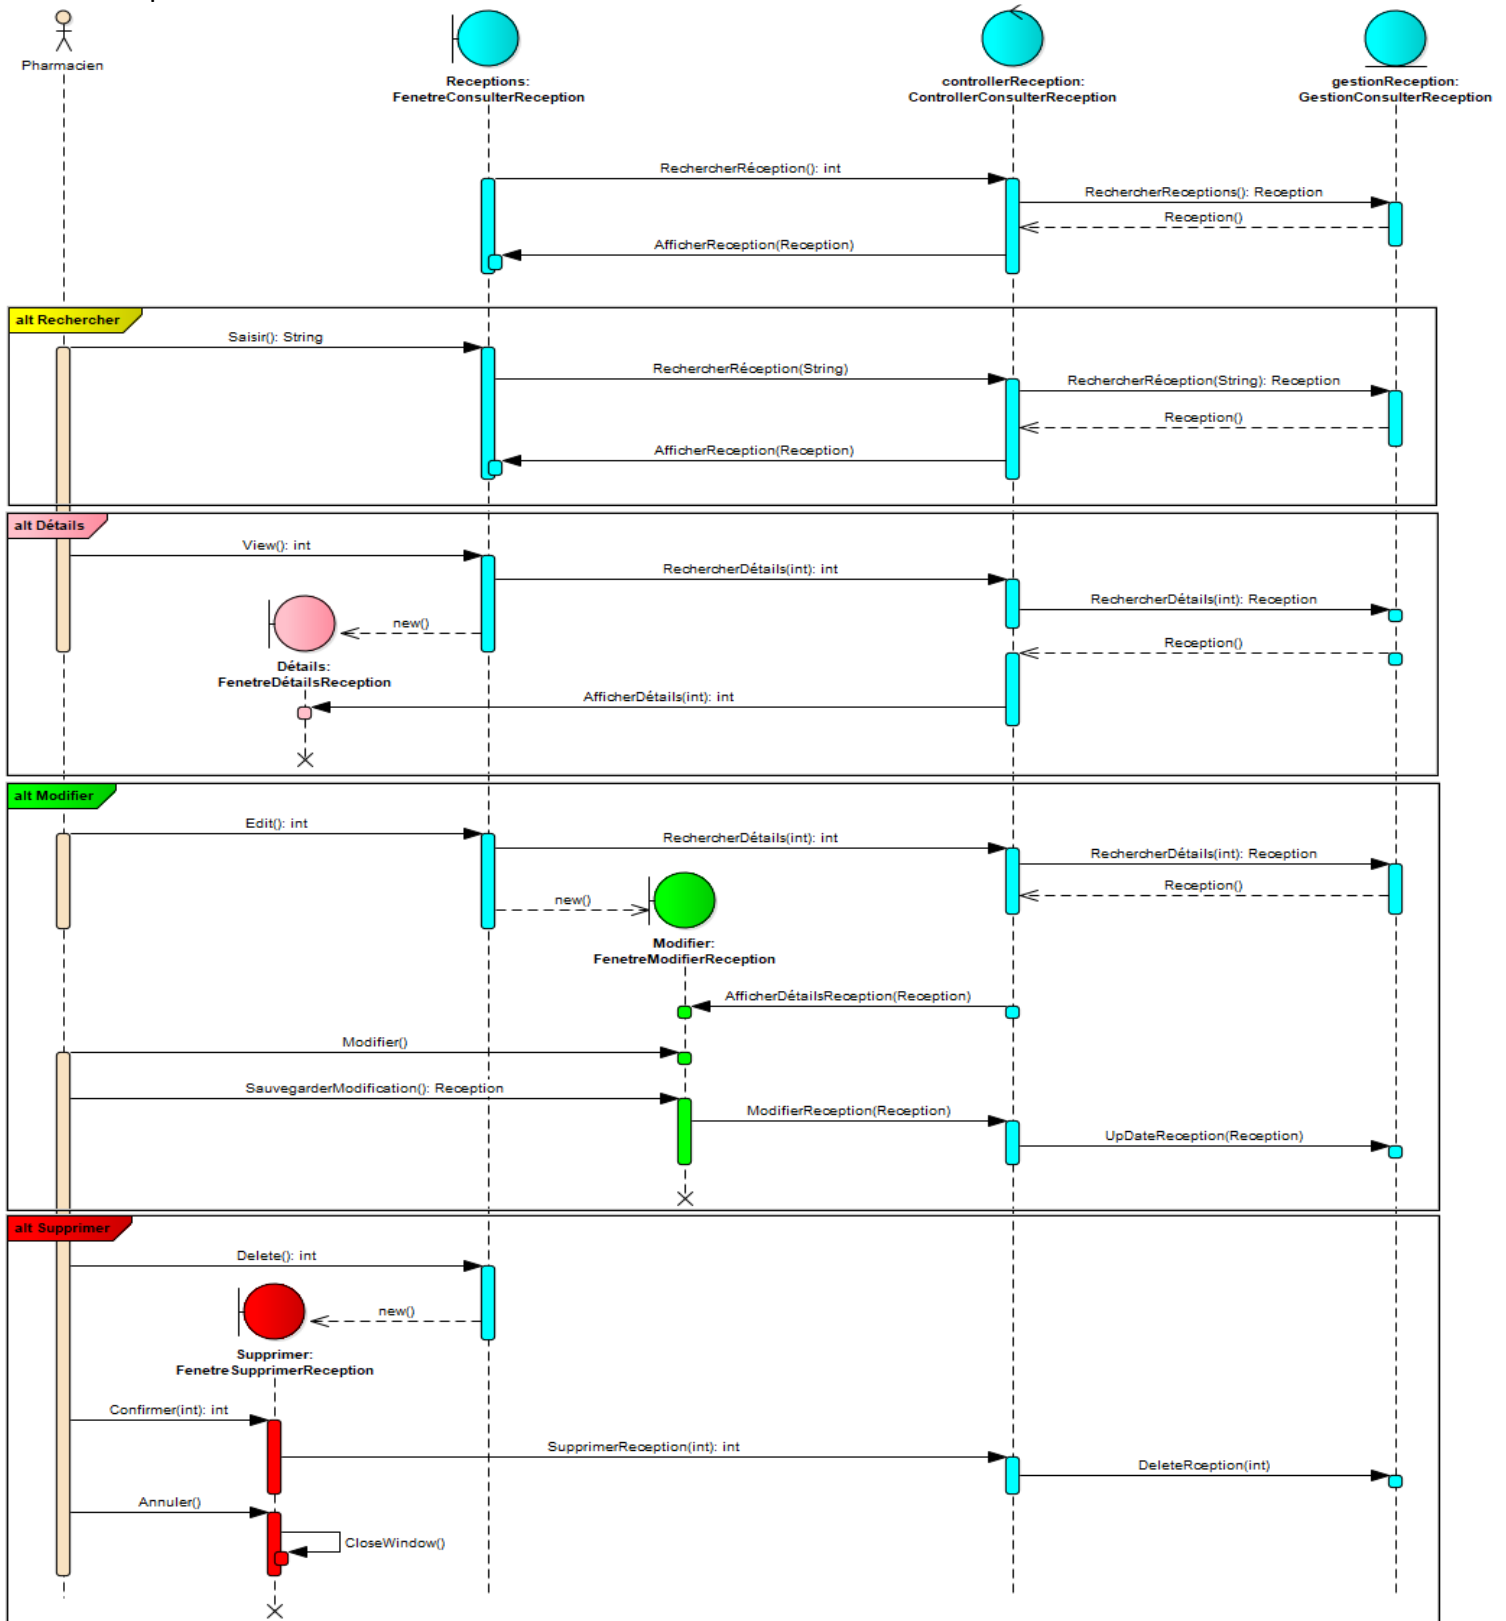 Pharmacien
Receptions:
FenetreConsulterReception
controllerReception:
ControllerConsulterReception
gestionReception:
GestionConsulterReception
RechercherRéception(): int
RechercherReceptions(): Reception
Reception()
AfficherReception(Reception)
alt Rechercher
Saisir(): String
RechercherRéception(String)
RechercherRéception(String): Reception
Reception()
AfficherReception(Reception)
alt Détails
View(): int
RechercherDétails(int): int
RechercherDétails(int): Reception
new()
Reception()
Détails:
FenetreDétailsReception
AfficherDétails(int): int
alt Modifier
Edit(): int
RechercherDétails(int): int
RechercherDétails(int): Reception
Reception()
new()
Modifier:
FenetreModifierReception
AfficherDétailsReception(Reception)
Modifier()
SauvegarderModification(): Reception
ModifierReception(Reception)
UpDateReception(Reception)
alt Supprimer
Delete(): int
new()
Supprimer:
FenetreSupprimerReception
Confirmer(int): int
SupprimerReception(int): int
DeleteRception(int)
Annuler()
CloseWindow()